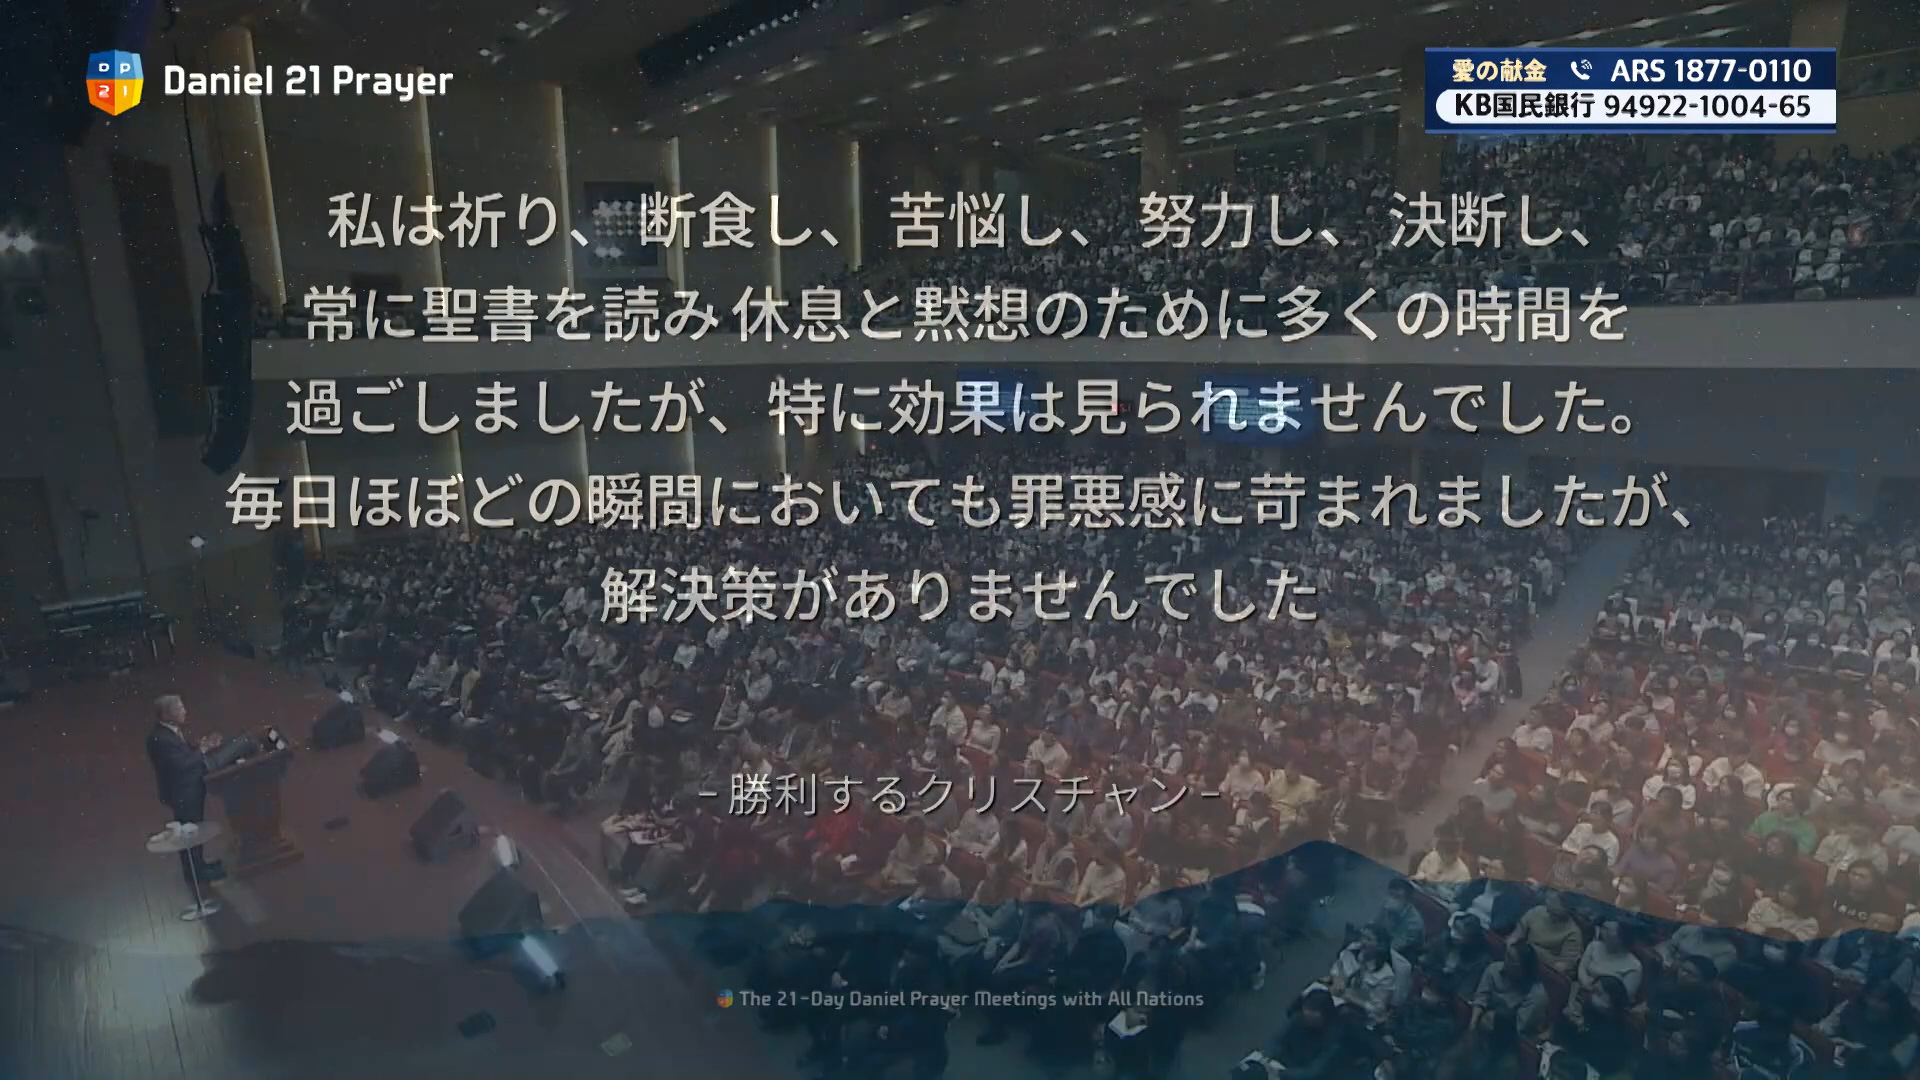 DP
21
Daniel 21 Prayer
愛の献金 ARS 1877-0110
KB国民銀行 94922-1004-65
私は祈り、断食し、苦悩し、努力し、決断し、
常に聖書を読み 休息と黙想のために多くの時間を
過ごしましたが、特に効果は見られませんでした。
毎日ほぼどの瞬間においても罪悪感に苛まれましたが、
解決策がありませんでした
- 勝利するクリスチャン -
The 21-Day Daniel Prayer Meetings with All Nations